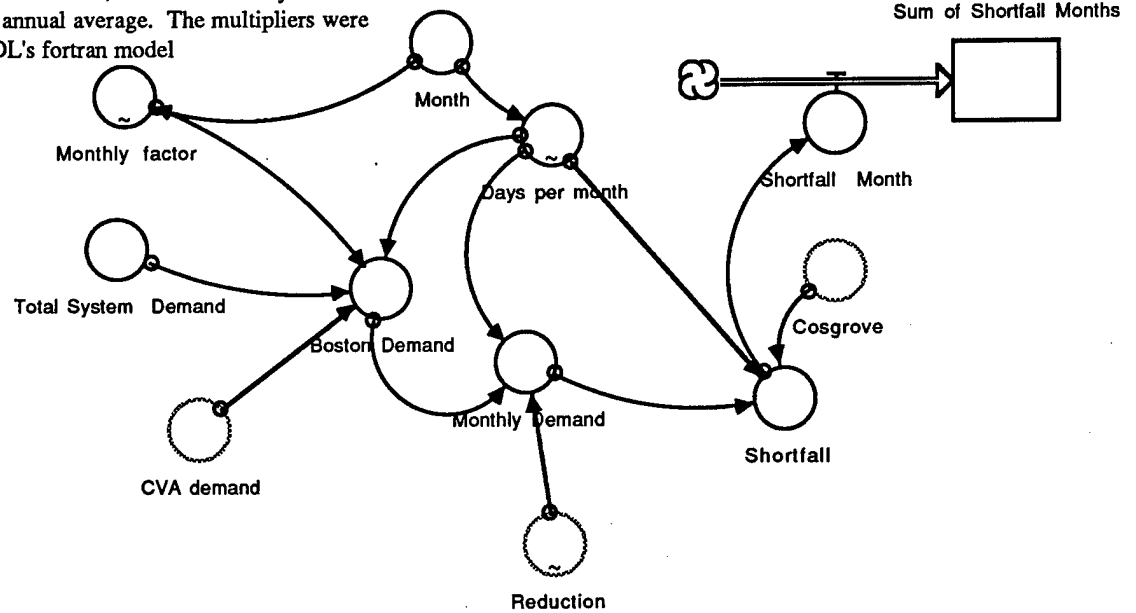 annual average. The multipliers were
DL's fortran model
Sum of Shortfall Months
Month
Monthly factor
~
Days per month
~
Shortfall Month
Total System Demand
Cosgrove
Boston Demand
Monthly Demand
CVA demand
Shortfall
~
Reduction